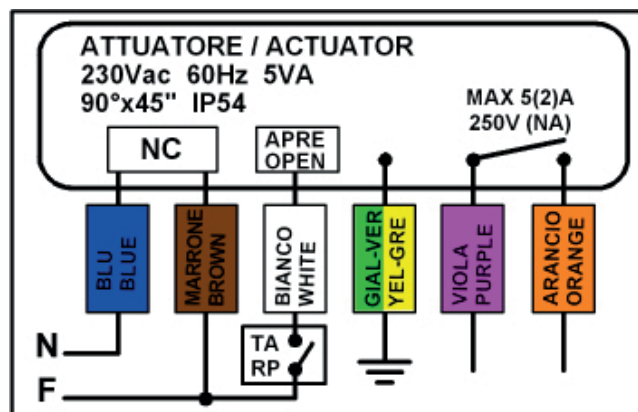 ATTUATORE / ACTUATOR
230Vac 60Hz 5VA
90°x45" IP54
MAX 5(2)A
250V (NA)
NC
APRE
OPEN
BLU
BLUE
MARRONE
BROWN
BIANCO
WHITE
GIAL-VER
YEL-GRE
VIOLA
PURPLE
ARANCIO
ORANGE
N
TA
RP
F